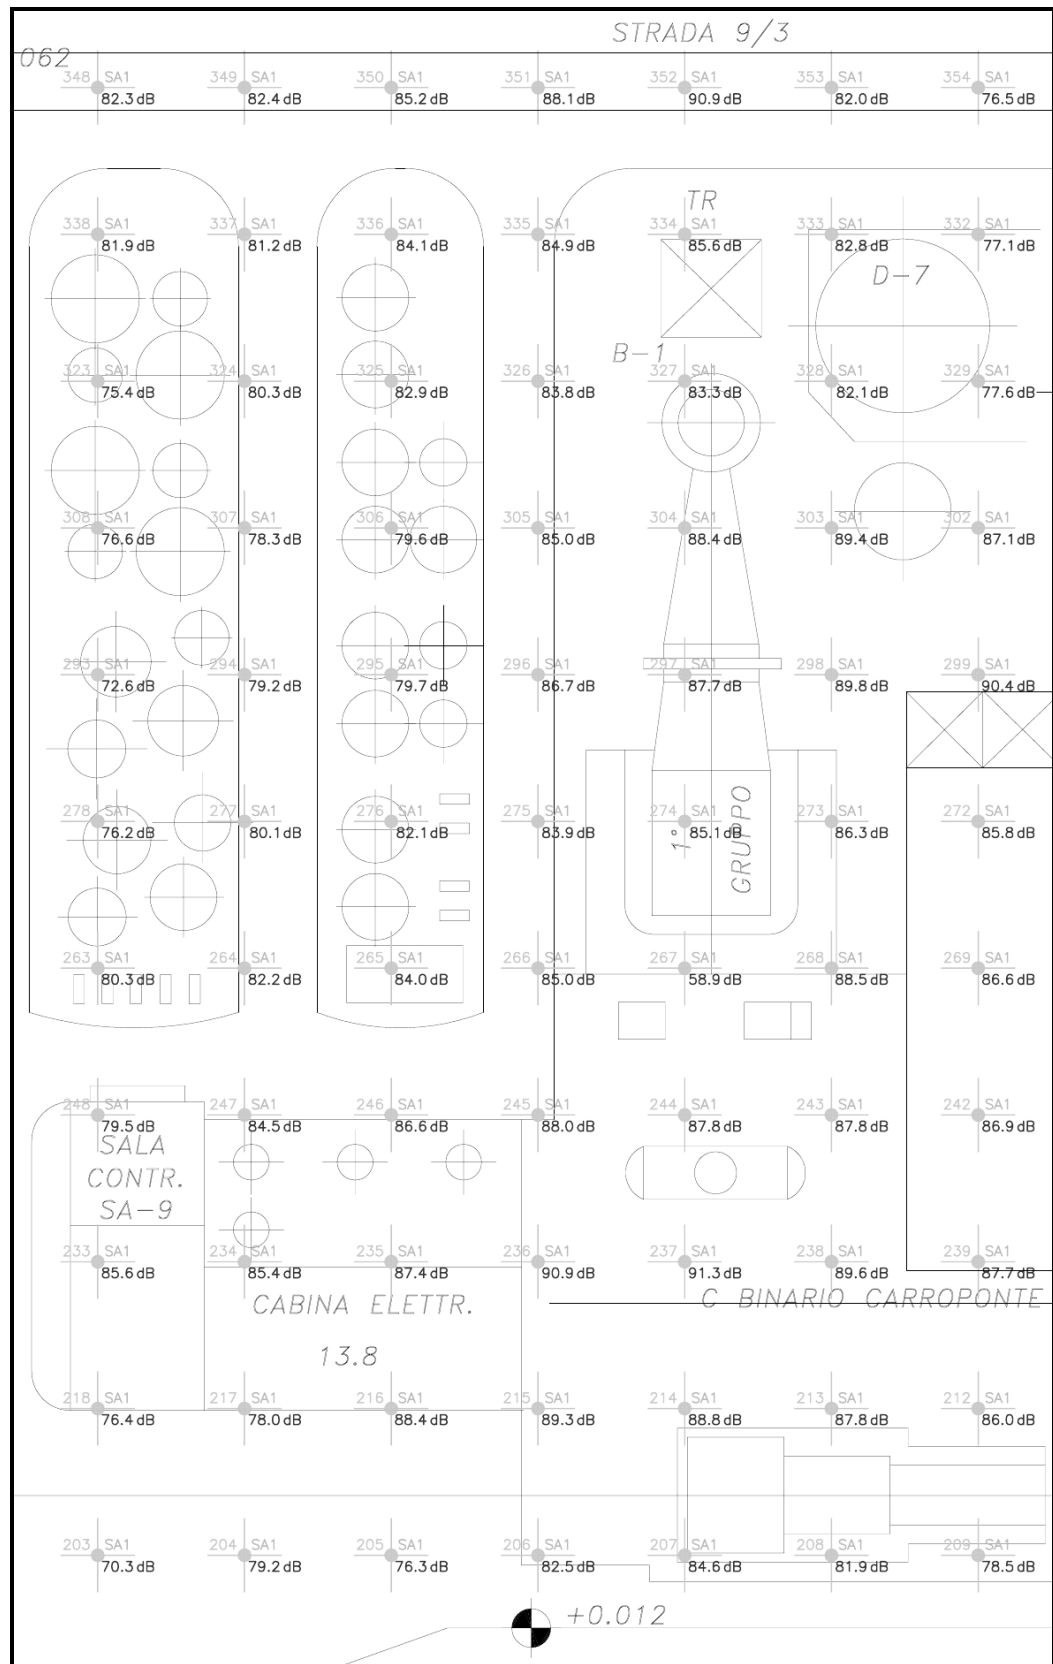 STRADA 9/3
062
348 SA1 349 SA1 350 SA1 351 SA1 352 SA1 353 SA1 354 SA1
82.3 dB 82.4 dB 85.2 dB 88.1 dB 90.9 dB 82.0 dB 76.5 dB
TR
338 SA1 337 SA1 336 SA1 335 SA1 334 SA1 333 SA1 332 SA1
81.9 dB 81.2 dB 84.1 dB 84.9 dB 85.6 dB 82.8 dB 77.1 dB
D-7
B-1
323 SA1 324 SA1 325 SA1 326 SA1 327 SA1 328 SA1 329 SA1
75.4 dB 80.3 dB 82.9 dB 83.8 dB 83.3 dB 82.1 dB 77.6 dB
308 SA1 307 SA1 306 SA1 305 SA1 304 SA1 303 SA1 302 SA1
76.6 dB 78.3 dB 79.6 dB 85.0 dB 88.4 dB 89.4 dB 87.1 dB
293 SA1 294 SA1 295 SA1 296 SA1 297 SA1 298 SA1 299 SA1
72.6 dB 79.2 dB 79.7 dB 86.7 dB 87.7 dB 89.8 dB 90.4 dB
278 SA1 277 SA1 276 SA1 275 SA1 274 SA1 273 SA1 272 SA1
76.2 dB 80.1 dB 82.1 dB 83.9 dB 85.1 dB 86.3 dB 85.8 dB
1°
GRUPPO
263 SA1 264 SA1 265 SA1 266 SA1 267 SA1 268 SA1 269 SA1
80.3 dB 82.2 dB 84.0 dB 85.0 dB 58.9 dB 88.5 dB 86.6 dB
248 SA1 247 SA1 246 SA1 245 SA1 244 SA1 243 SA1 242 SA1
79.5 dB 84.5 dB 86.6 dB 88.0 dB 87.8 dB 87.8 dB 86.9 dB
SALA
CONTR.
SA-9
233 SA1 234 SA1 235 SA1 236 SA1 237 SA1 238 SA1 239 SA1
85.6 dB 85.4 dB 87.4 dB 90.9 dB 91.3 dB 89.6 dB 87.7 dB
C BINARIO CARROPONTE
CABINA ELETTR.
13.8
218 SA1 217 SA1 216 SA1 215 SA1 214 SA1 213 SA1 212 SA1
76.4 dB 78.0 dB 88.4 dB 89.3 dB 88.8 dB 87.8 dB 86.0 dB
203 SA1 204 SA1 205 SA1 206 SA1 207 SA1 208 SA1 209 SA1
70.3 dB 79.2 dB 76.3 dB 82.5 dB 84.6 dB 81.9 dB 78.5 dB
+0.012